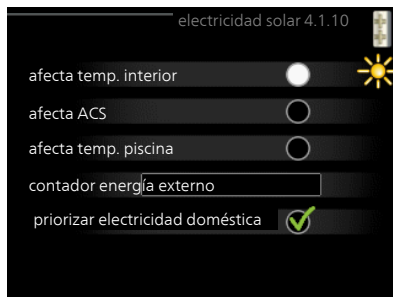 electricidad solar 4.1.10
afecta temp. interior
afecta ACS
afecta temp. piscina
contador energía externo
priorizar electricidad doméstica